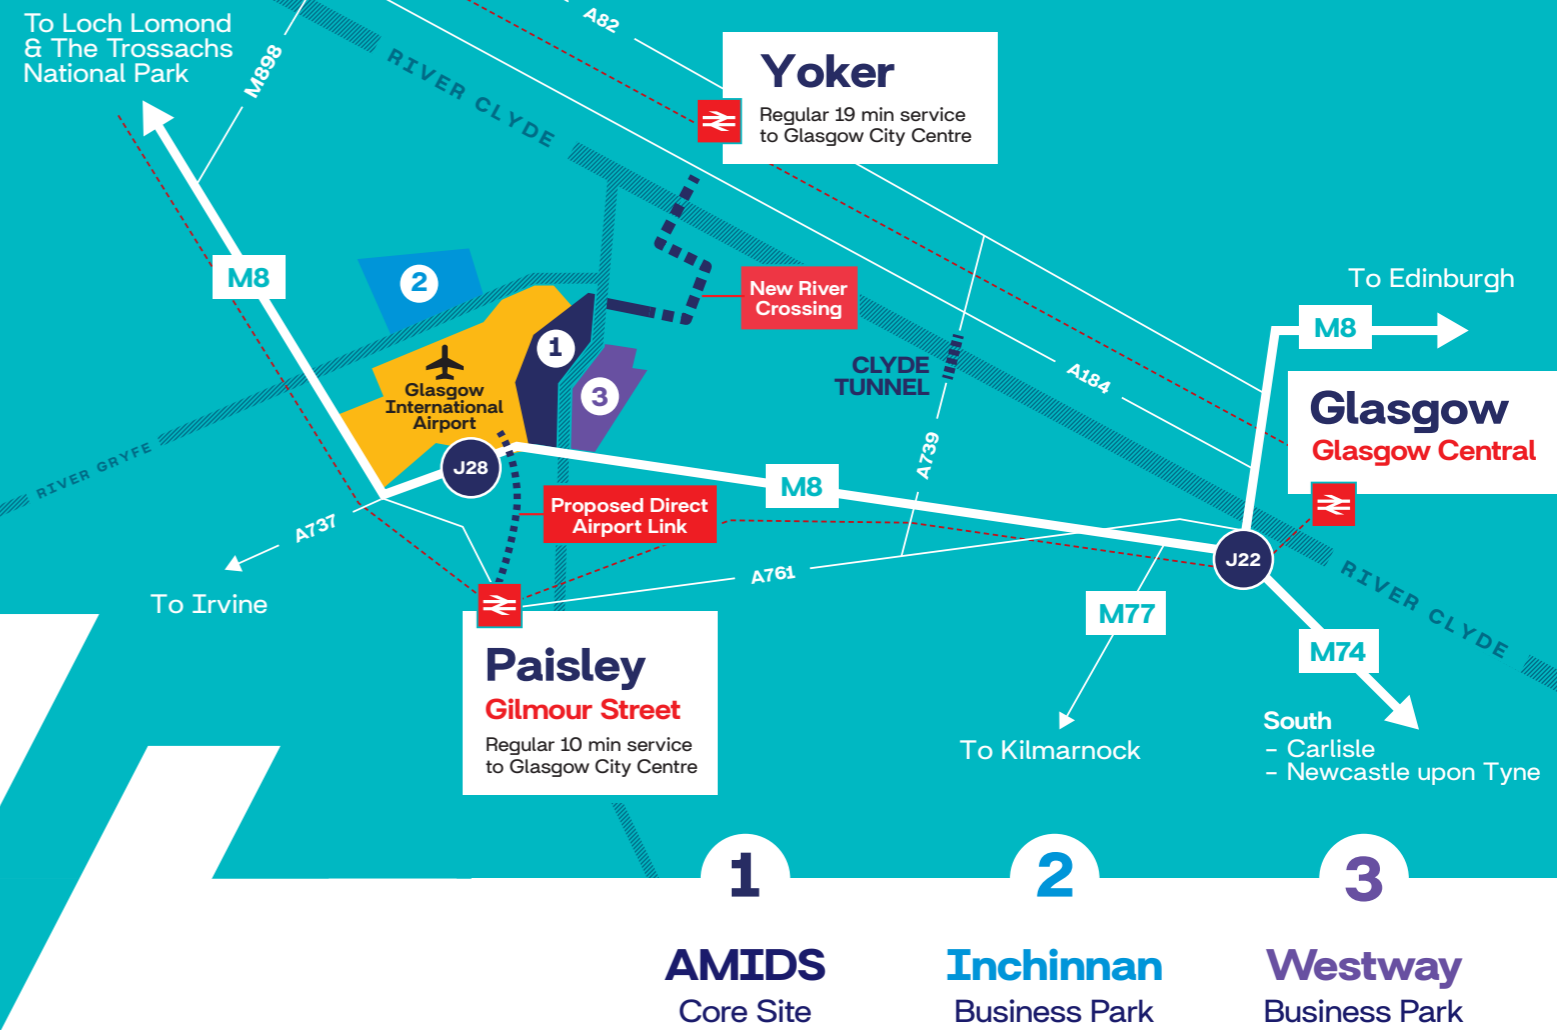 To Loch Lomond
& The Trossachs
National Park
M898
A82
RIVER CLYDE
Yoker
Regular 19 min service
to Glasgow City Centre
M8
2
New River
Crossing
To Edinburgh
M8
1
CLYDE
TUNNEL
A184
Glasgow
International
Airport
3
Glasgow
Glasgow Central
RIVER GRYFE
J28
A739
M8
Proposed Direct
Airport Link
A737
A761
J22
RIVER CLYDE
To Irvine
M77
M74
Paisley
Gilmour Street
Regular 10 min service
to Glasgow City Centre
To Kilmarnock
South
- Carlisle
- Newcastle upon Tyne
1
AMIDS
Core Site
2
Inchinnan
Business Park
3
Westway
Business Park